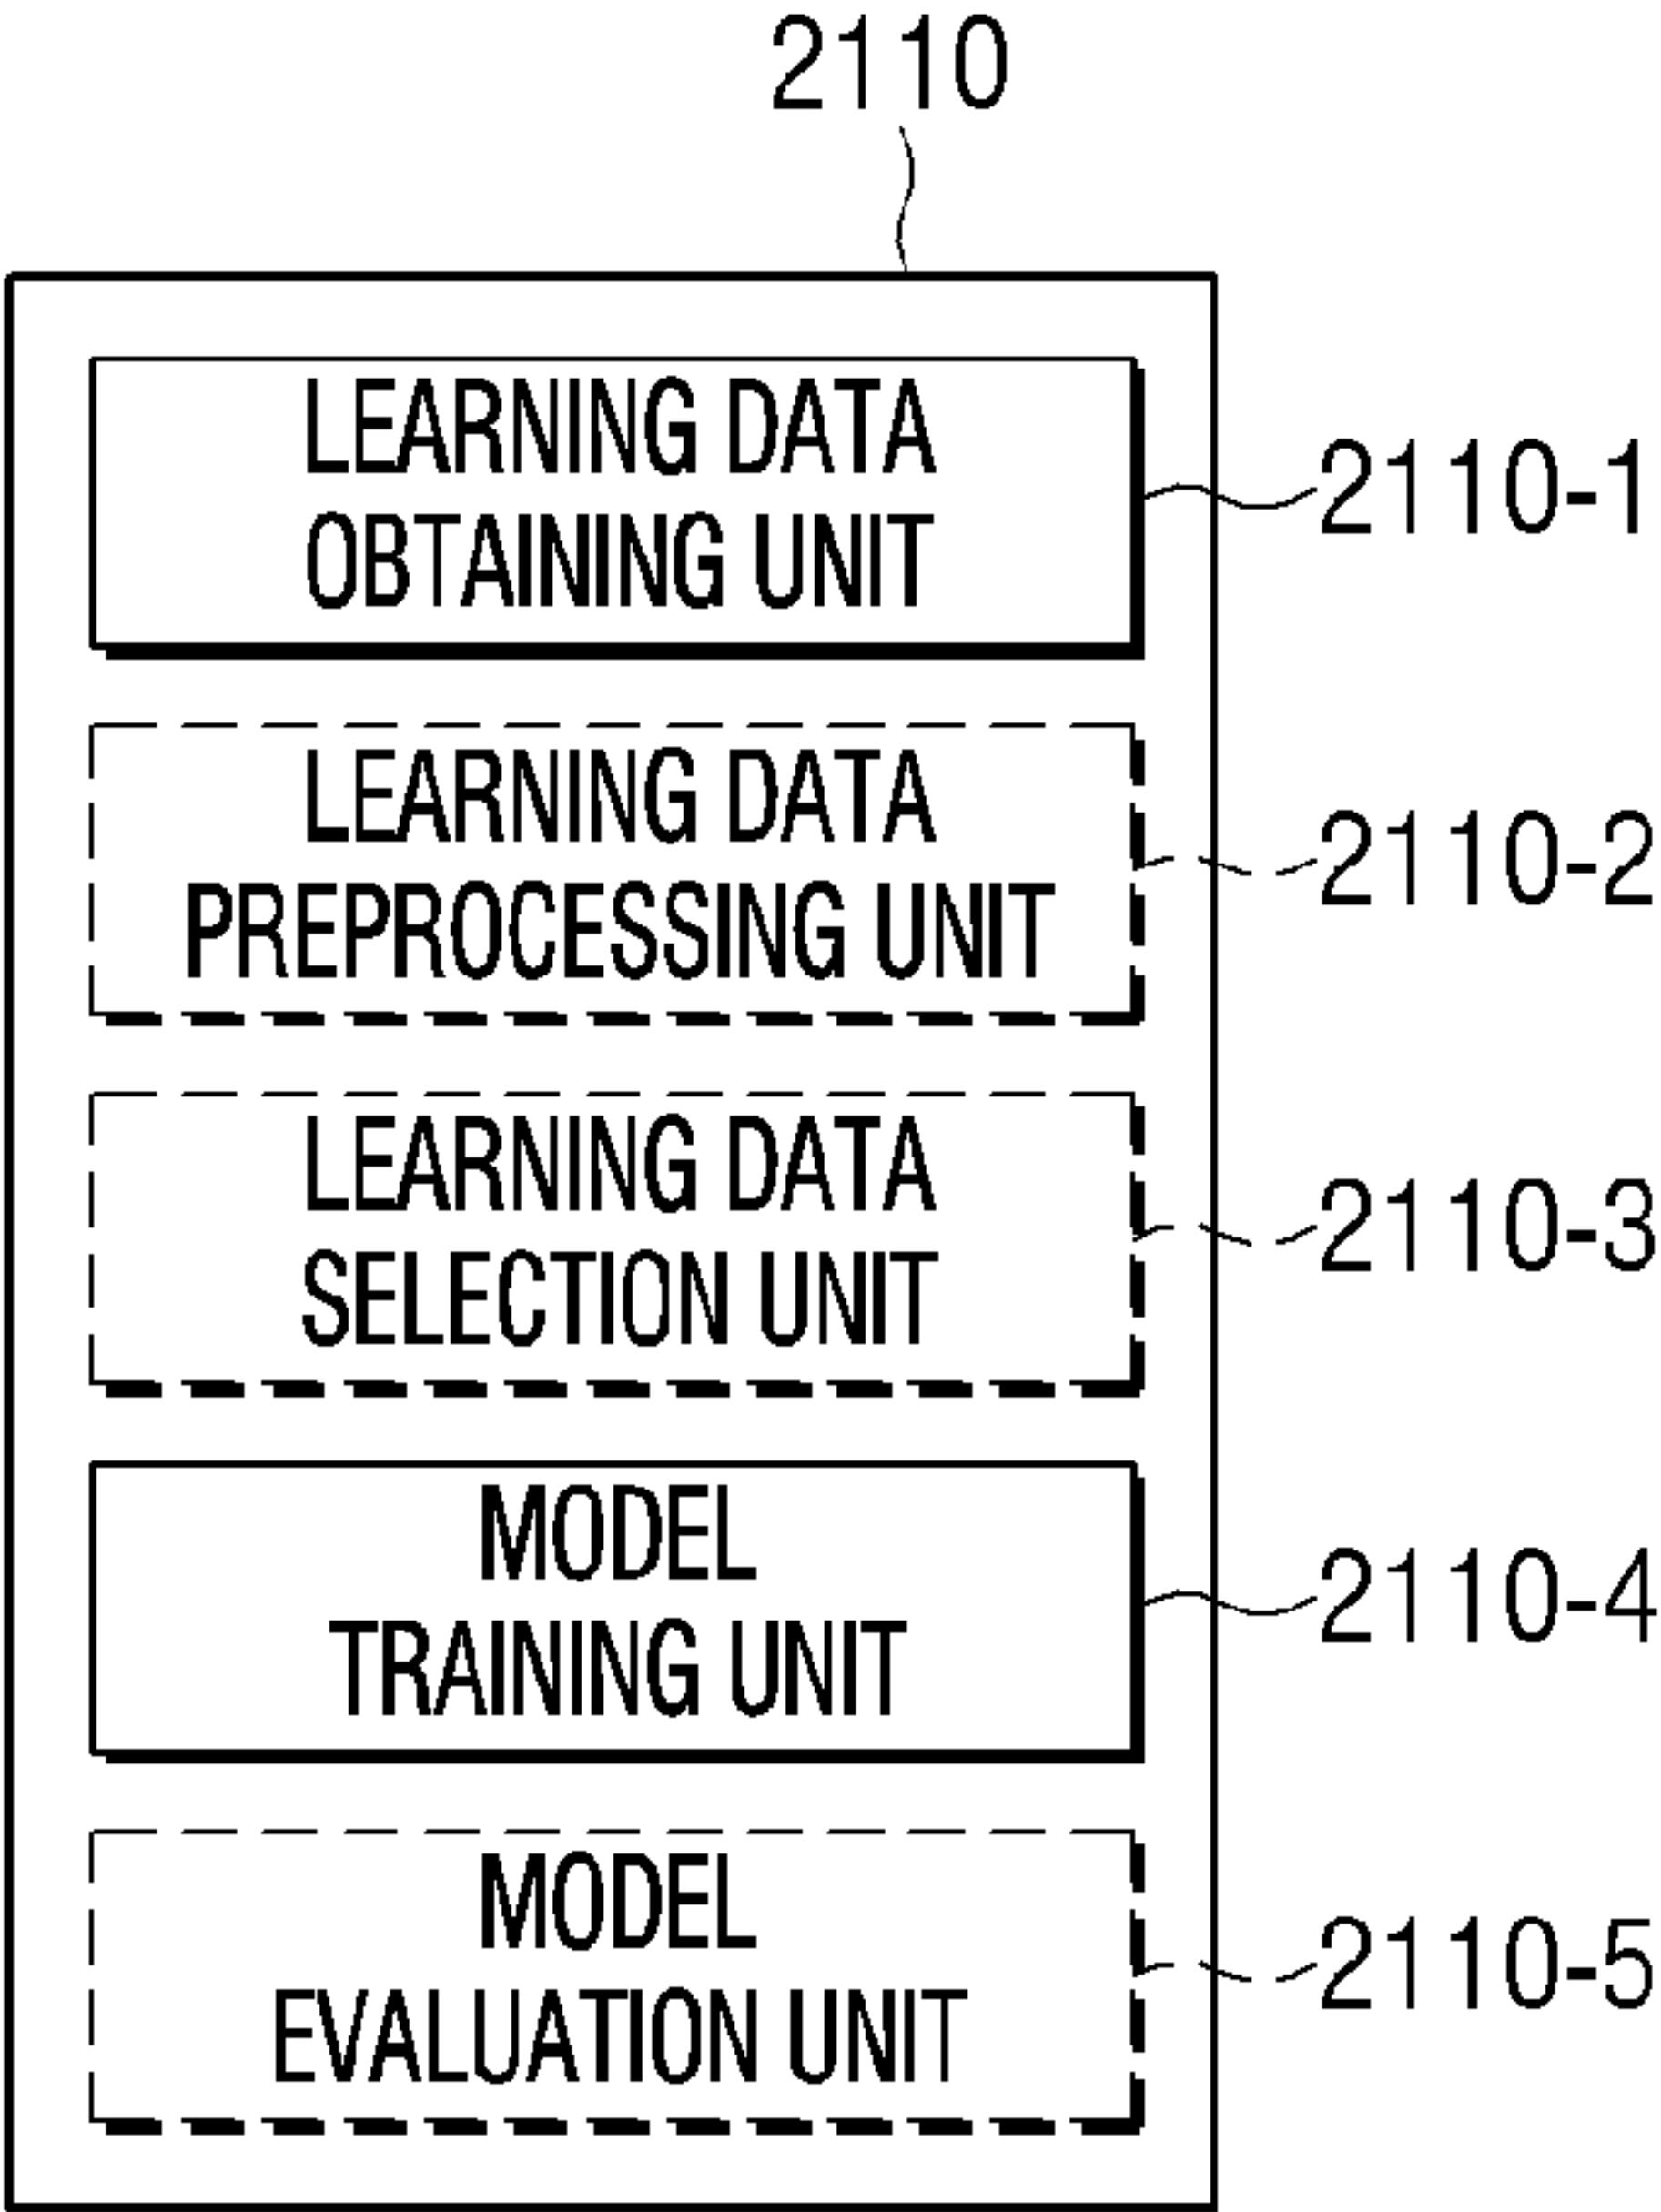 2110
LEARNING DATA
OBTAINING UNIT
2110-1
LEARNING DATA
PREPROCESSING UNIT
2110-2
LEARNING DATA
SELECTION UNIT
2110-3
MODEL
TRAINING UNIT
2110-4
MODEL
EVALUATION UNIT
2110-5